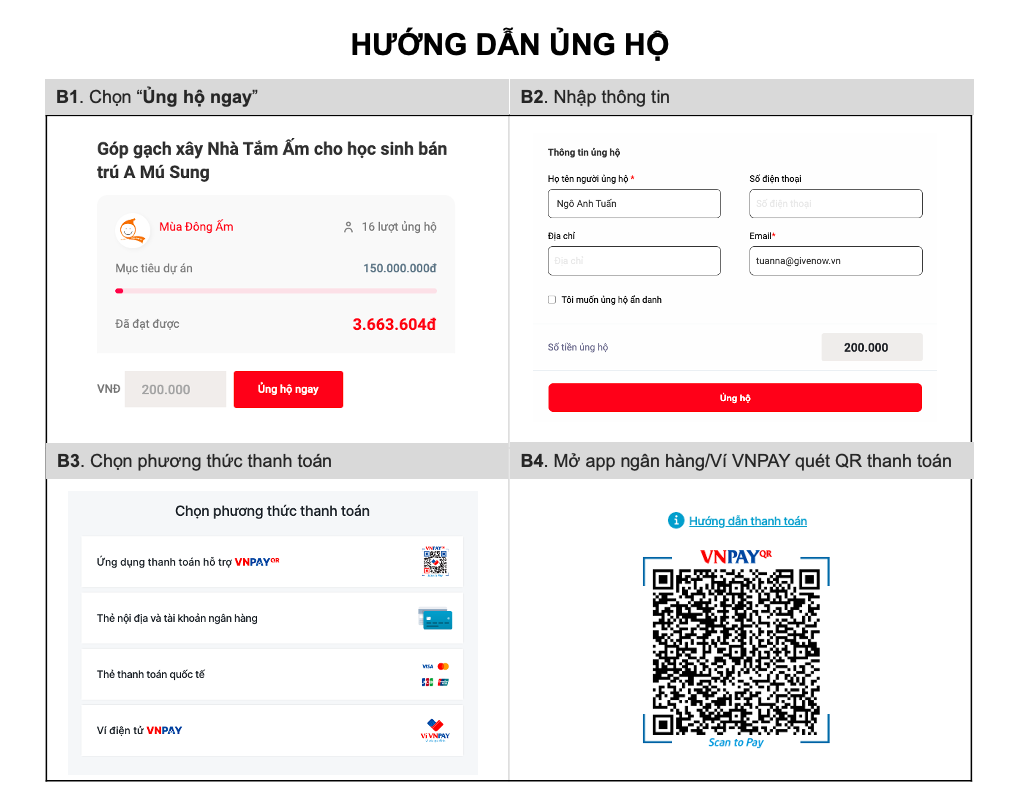 HƯỚNG DẪN ỦNG HỘ
B1. Chọn “Ủng hộ ngay”
Góp gạch xây Nhà Tắm Ấm cho học sinh bán
trú A Mú Sung
Mùa Đông Ấm
16 lượt ủng hộ
Mục tiêu dự án
150.000.000đ
Đã đạt được
3.663.604đ
VNĐ
200.000
Ủng hộ ngay
B2. Nhập thông tin
Thông tin ủng hộ
Họ tên người ủng hộ *
Số điện thoại
Ngô Anh Tuấn
Số điện thoại
Địa chỉ
Email*
Địa chỉ
tuanna@givenow.vn
Tôi muốn ủng hộ ẩn danh
Số tiền ủng hộ
200.000
Ủng hộ
B3. Chọn phương thức thanh toán
Chọn phương thức thanh toán
Ứng dụng thanh toán hỗ trợ VNPAYQR
VNPAYQR
Scan to Pay
Thẻ nội địa và tài khoản ngân hàng
Thẻ thanh toán quốc tế
VISA
JCB
Ví điện tử VNPAY
Ví VNPAY
B4. Mở app ngân hàng/Ví VNPAY quét QR thanh toán
Hướng dẫn thanh toán
VNPAYQR
Scan to Pay